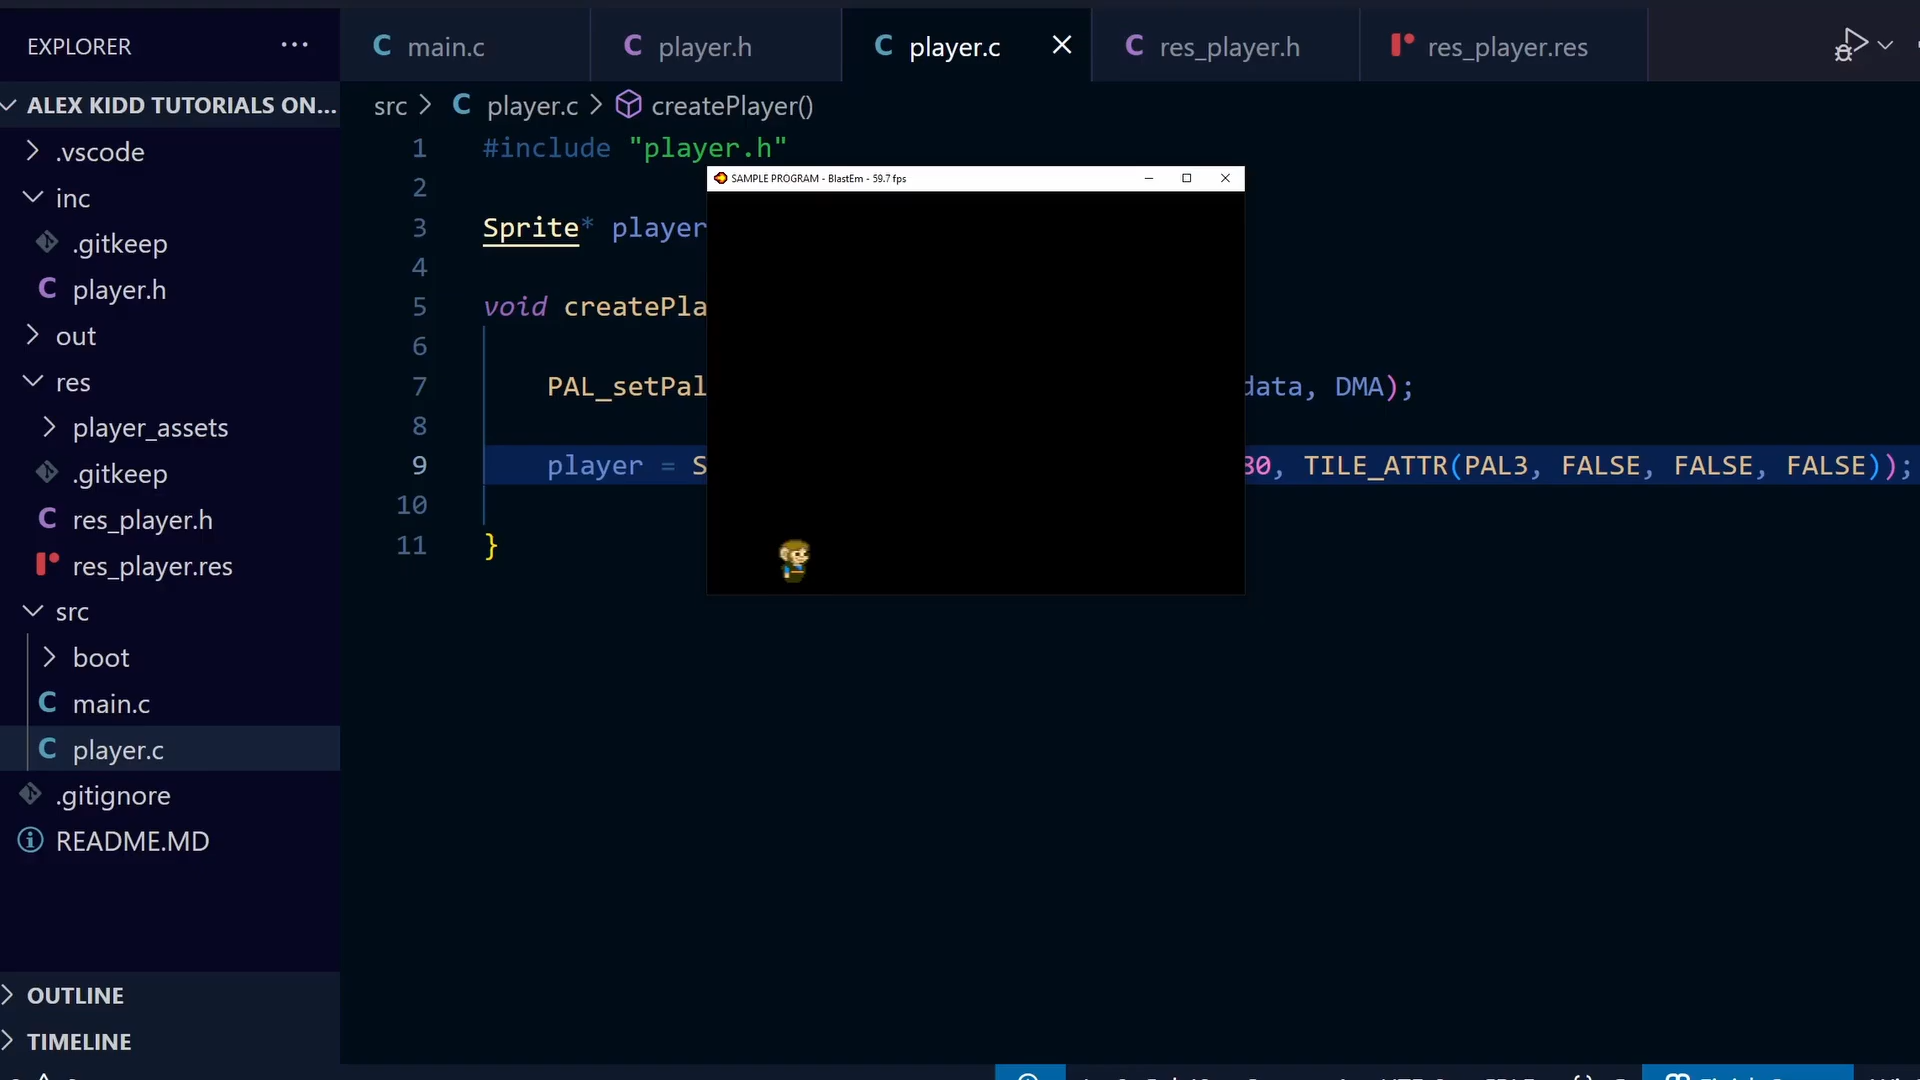 EXPLORER
ALEX KIDD TUTORIALS ON...
.vscode
inc
.gitkeep
player.h
out
res
player_assets
.gitkeep
res_player.h
res_player.res
src
boot
main.c
player.c
.gitignore
README.MD
OUTLINE
TIMELINE
main.c
player.h
player.c
res_player.h
res_player.res
src > player.c > createPlayer()
1 #include "player.h"
2
3 Sprite* player
4
5 void createPla
6
7 PAL_setPal data, DMA);
8
9 player = S 80, TILE_ATTR(PAL3, FALSE, FALSE, FALSE));
10
11 }
SAMPLE PROGRAM - BlastEm - 59.7 fps